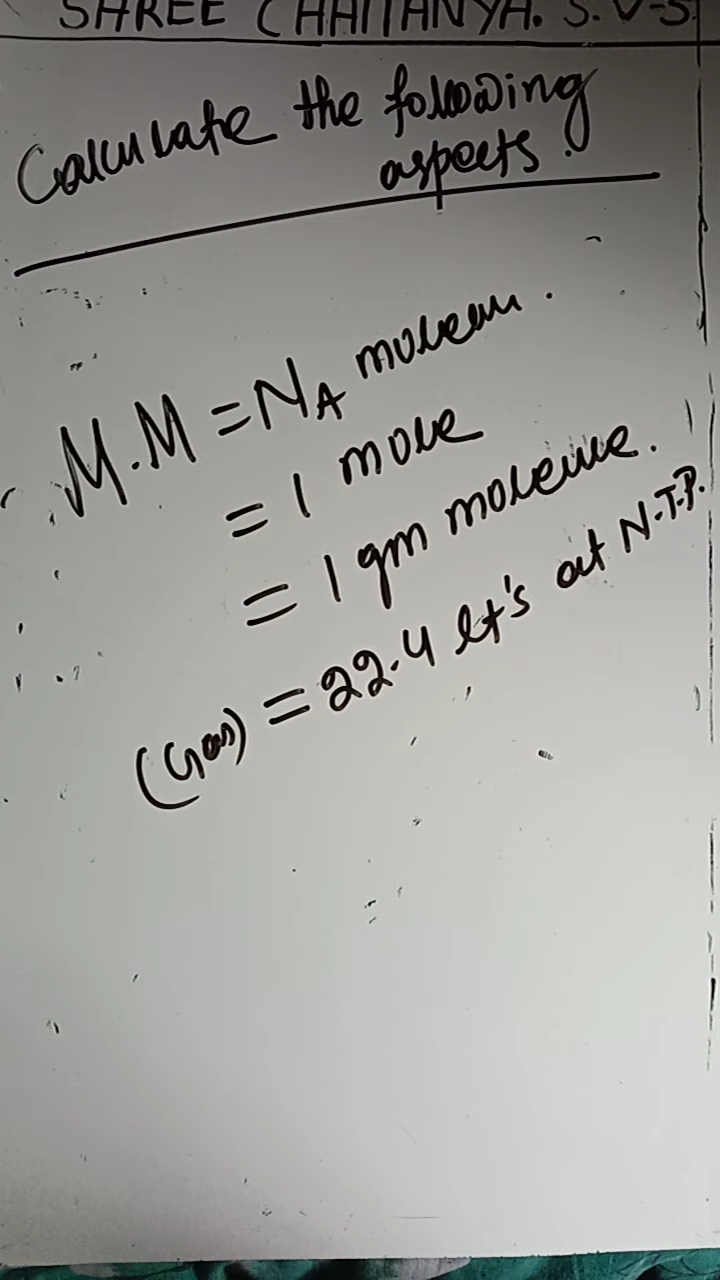 SHREE CHAITANYA. S. V-S.
Calculate the following
aspects.
M.M = NA molecu.
= 1 mole
= 1 gm molecule.
(Gas) = 22.4 lt's at N.T.P.